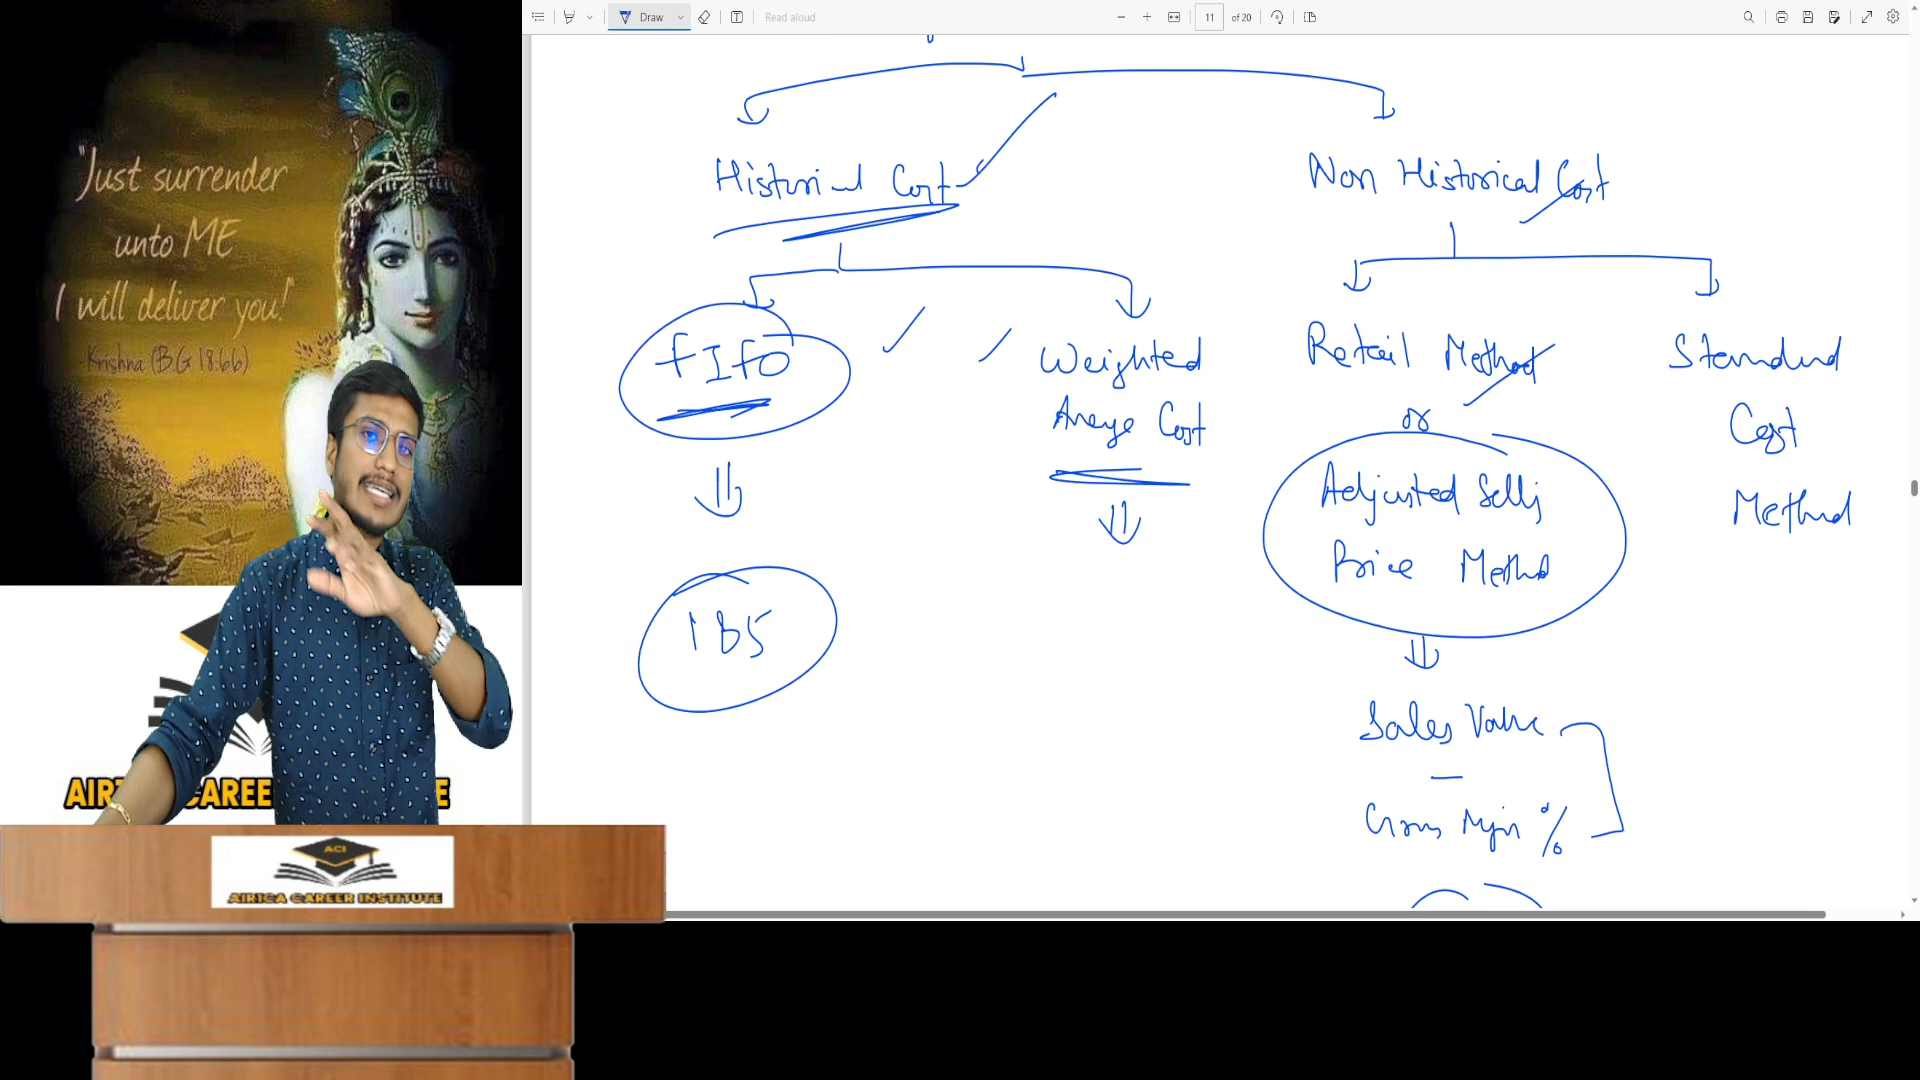 Draw
Read aloud
11
of 20
Historical Cost
Non Historical Cost
FIFO
Weighted
Average Cost
Retail Method
or
Adjusted Selling
Price Method
Standard
Cost
Method
185
Sales Value
—
Gross Margin %
"Just surrender
unto ME
I will deliver you!"
Krishna (B.G 18:66)
ACI
AIRICA CAREER INSTITUTE